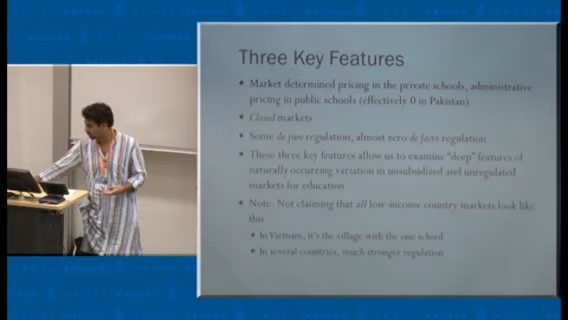 Three Key Features
• Market determined pricing in the private schools, administrative
pricing in public schools (effectively 0 in Pakistan)
• Closed markets
• Some de jure regulation, almost zero de facto regulation
• These three key features allow us to examine "deep" features of
naturally occurring variation in unsubsidized and unregulated
markets for education
• Note: Not claiming that all low-income country markets look like
this
• In Vietnam, it's the village with the one school
• In several countries, much stronger regulation